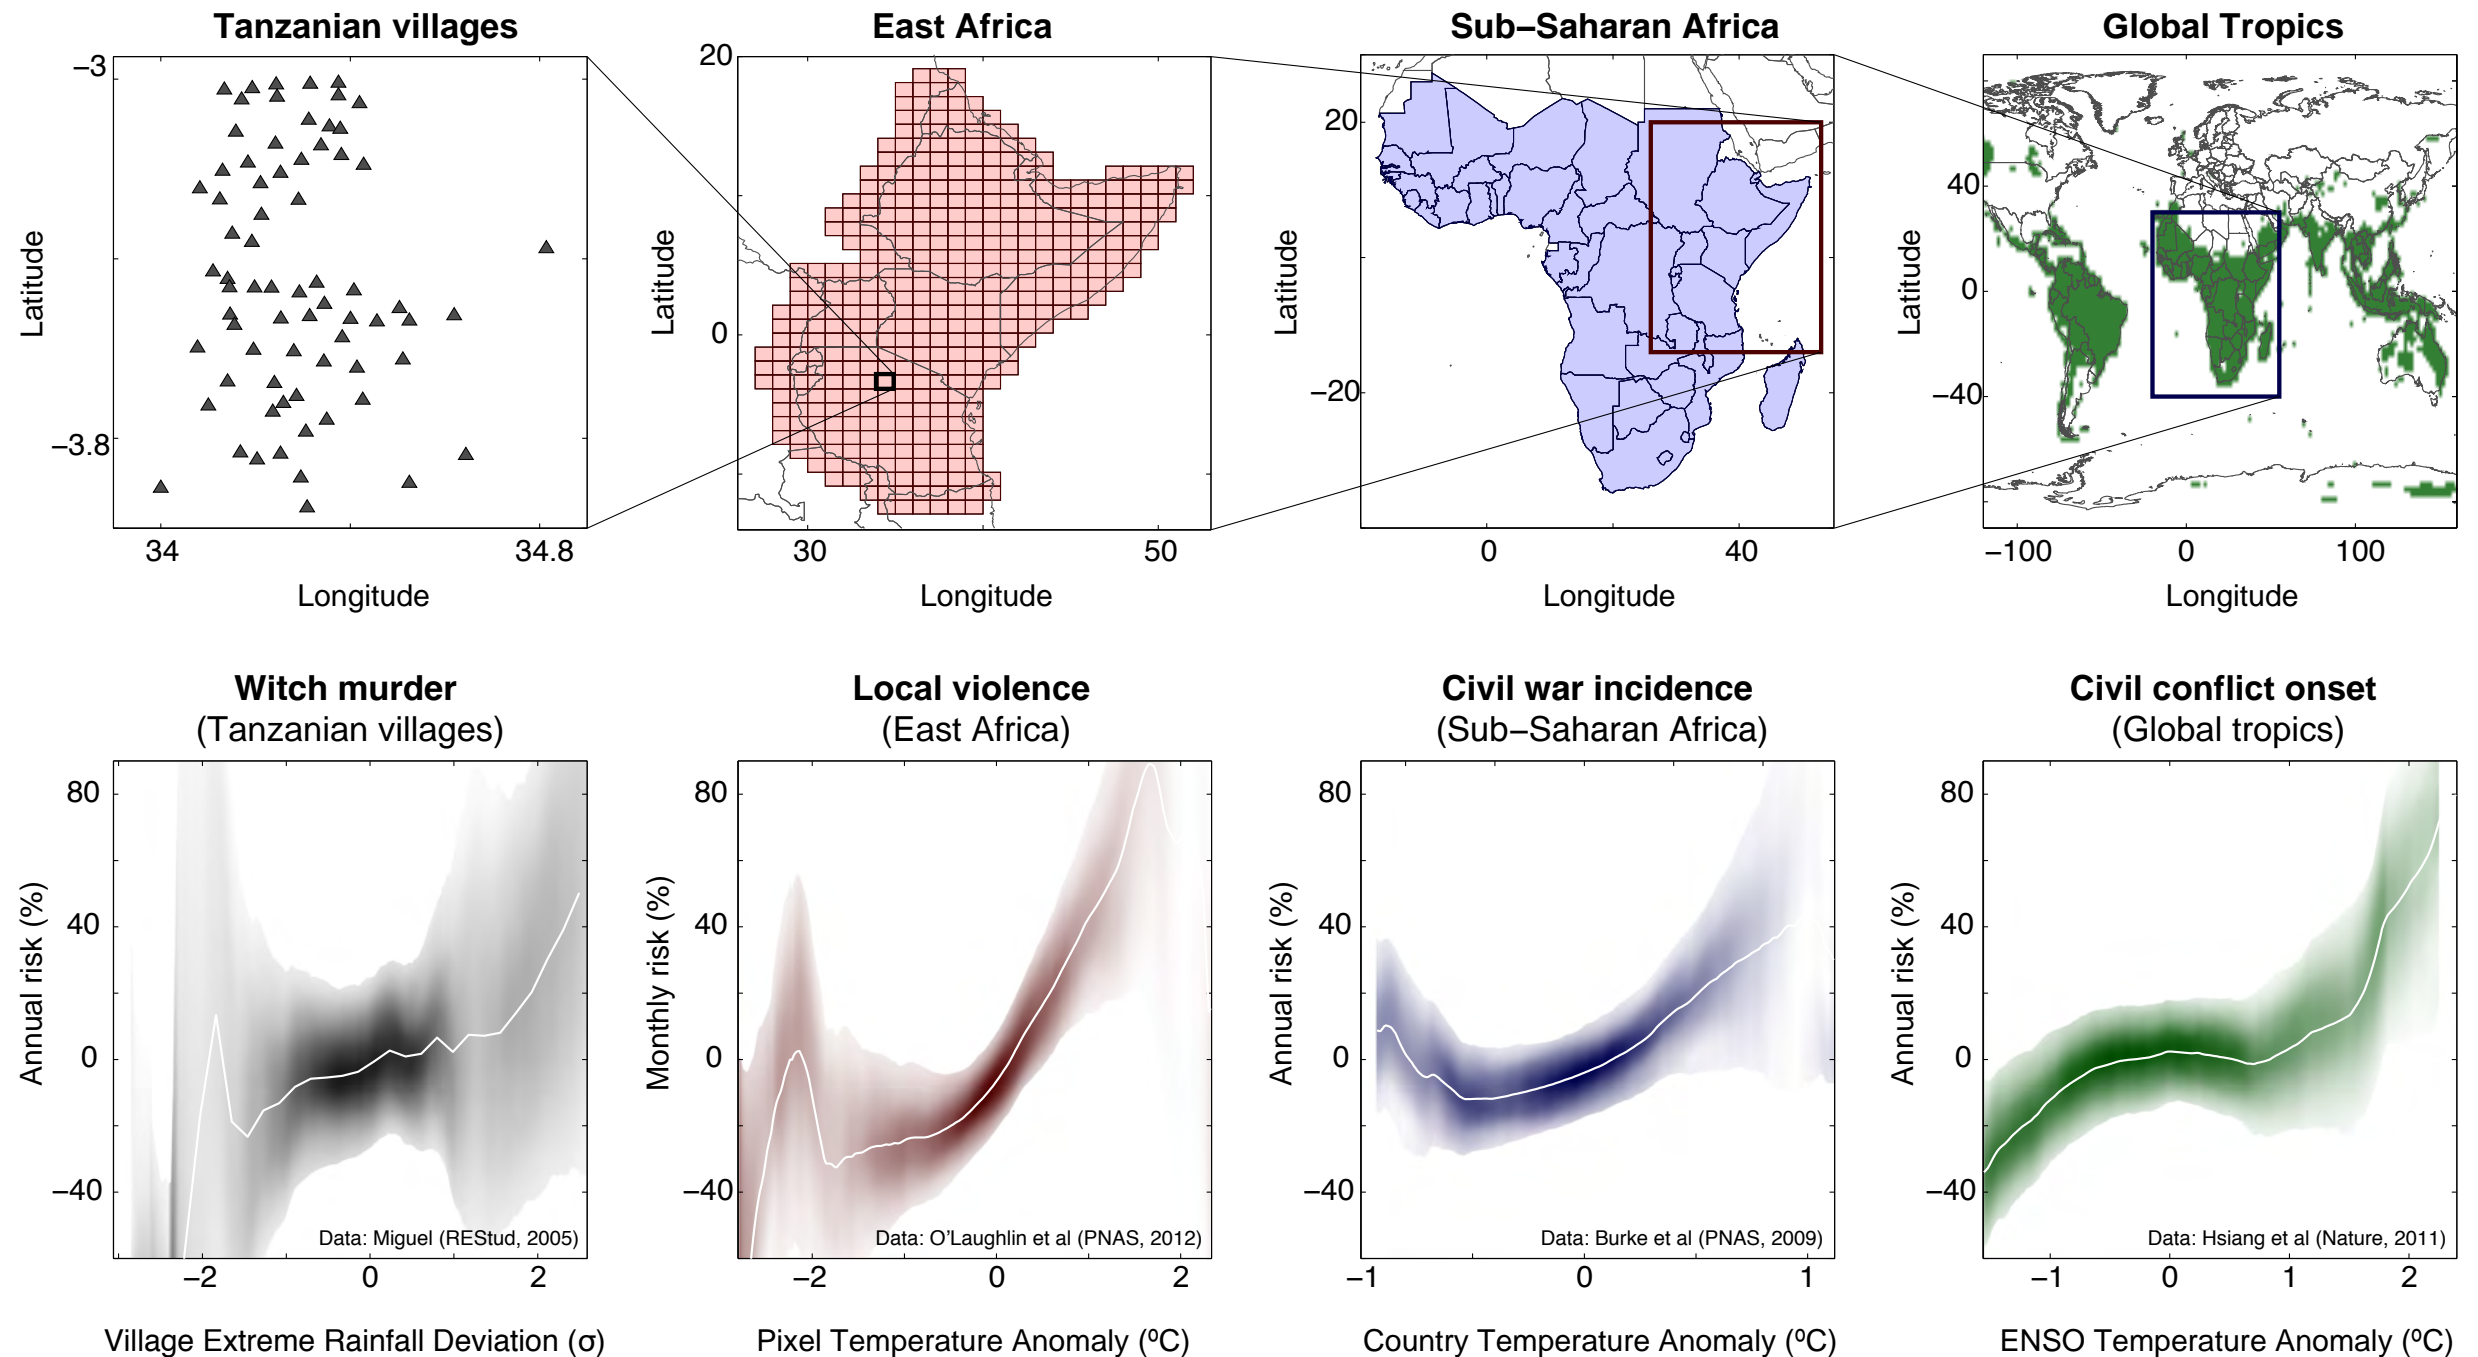 Tanzanian villages
East Africa
Sub−Saharan Africa
Global Tropics
−3
−3.8
Latitude
34
34.8
Longitude
20
0
Latitude
30
50
Longitude
20
−20
Latitude
0
40
Longitude
40
0
−40
Latitude
−100
0
100
Longitude
Witch murder
(Tanzanian villages)
80
40
0
−40
Annual risk (%)
Data: Miguel (REStud, 2005)
−2
0
2
Village Extreme Rainfall Deviation (σ)
Local violence
(East Africa)
80
40
0
−40
Monthly risk (%)
Data: O'Laughlin et al (PNAS, 2012)
−2
0
2
Pixel Temperature Anomaly (ºC)
Civil war incidence
(Sub−Saharan Africa)
80
40
0
−40
Annual risk (%)
Data: Burke et al (PNAS, 2009)
−1
0
1
Country Temperature Anomaly (ºC)
Civil conflict onset
(Global tropics)
80
40
0
−40
Annual risk (%)
Data: Hsiang et al (Nature, 2011)
−1
0
1
2
ENSO Temperature Anomaly (ºC)